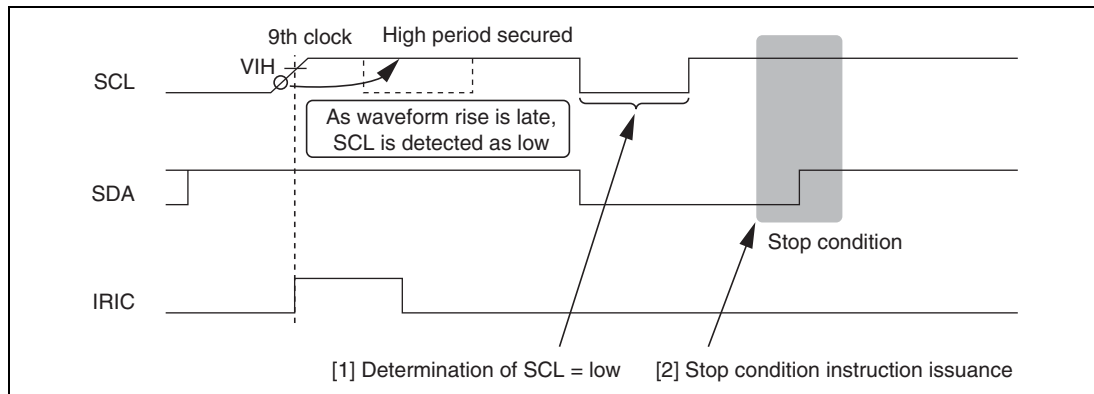 9th clock
High period secured
VIH
SCL
As waveform rise is late,
SCL is detected as low
SDA
Stop condition
IRIC
[1] Determination of SCL = low
[2] Stop condition instruction issuance